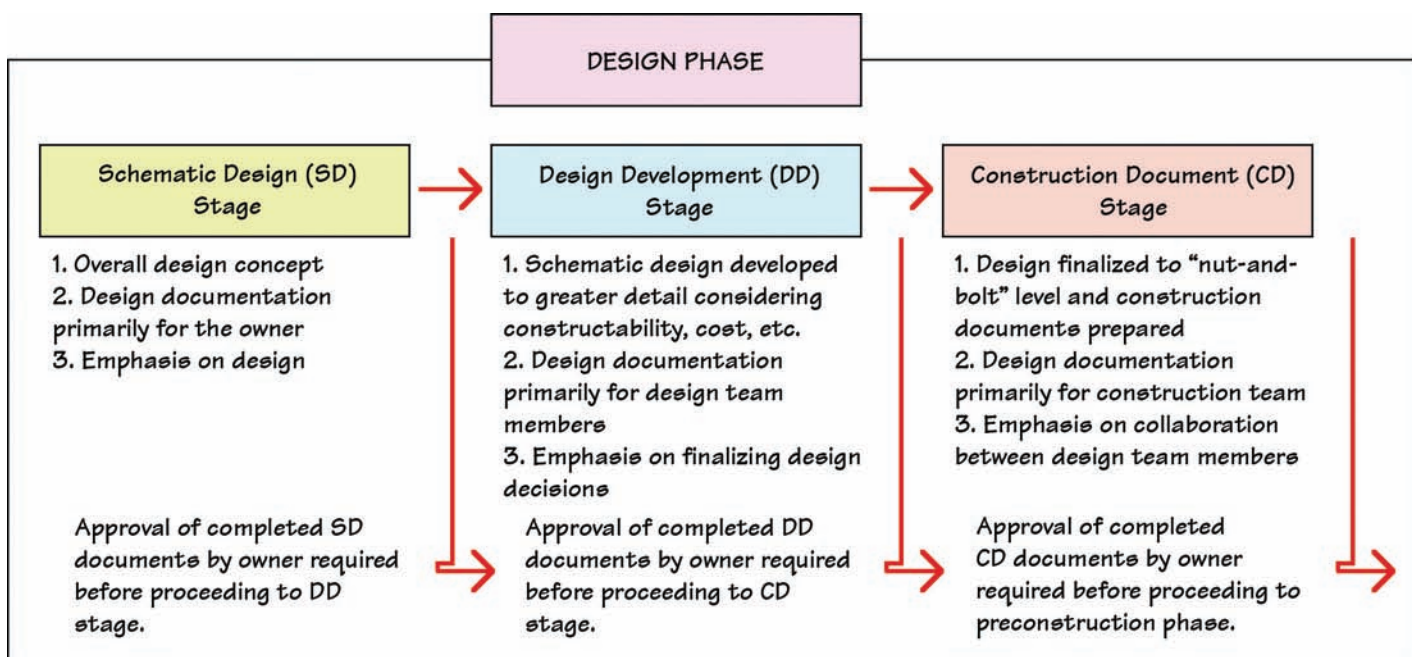 DESIGN PHASE
Schematic Design (SD)
Stage
1. Overall design concept
2. Design documentation
primarily for the owner
3. Emphasis on design
Approval of completed SD
documents by owner required
before proceeding to DD
stage.
Design Development (DD)
Stage
1. Schematic design developed
to greater detail considering
constructability, cost, etc.
2. Design documentation
primarily for design team
members
3. Emphasis on finalizing design
decisions
Approval of completed DD
documents by owner required
before proceeding to CD
stage.
Construction Document (CD)
Stage
1. Design finalized to “nut-and-
bolt” level and construction
documents prepared
2. Design documentation
primarily for construction team
3. Emphasis on collaboration
between design team members
Approval of completed
CD documents by owner
required before proceeding to
preconstruction phase.